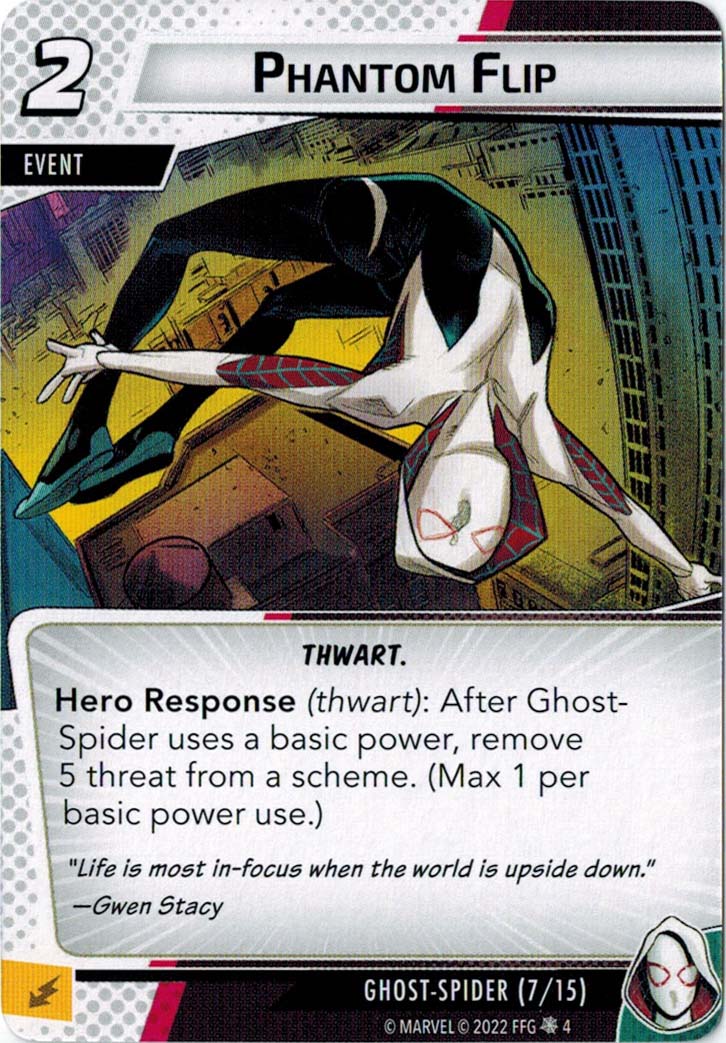 2
PHANTOM FLIP
EVENT
THWART.
Hero Response (thwart): After Ghost-
Spider uses a basic power, remove
5 threat from a scheme. (Max 1 per
basic power use.)
"Life is most in-focus when the world is upside down."
—Gwen Stacy
GHOST-SPIDER (7/15)
© MARVEL © 2022 FFG 4